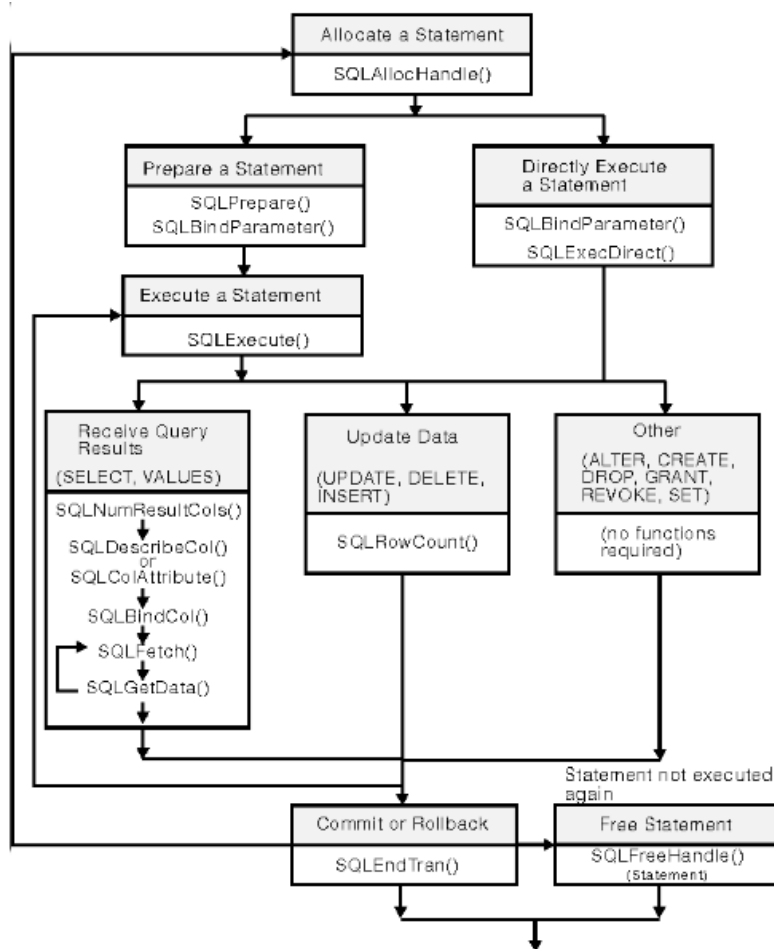 Allocate a Statement
SQLAllocHandle()
Prepare a Statement
SQLPrepare()
SQLBindParameter()
Directly Execute
a Statement
SQLBindParameter()
SQLExecDirect()
Execute a Statement
SQLExecute()
Receive Query
Results
(SELECT, VALUES)
SQLNumResultCols()
SQLDescribeCol()
or
SQLColAttribute()
SQLBindCol()
SQLFetch()
SQLGetData()
Update Data
(UPDATE, DELETE,
INSERT)
SQLRowCount()
Other
(ALTER, CREATE,
DROP, GRANT,
REVOKE, SET)
(no functions
required)
Statement not executed
again
Commit or Rollback
SQLEndTran()
Free Statement
SQLFreeHandle()
(Statement)